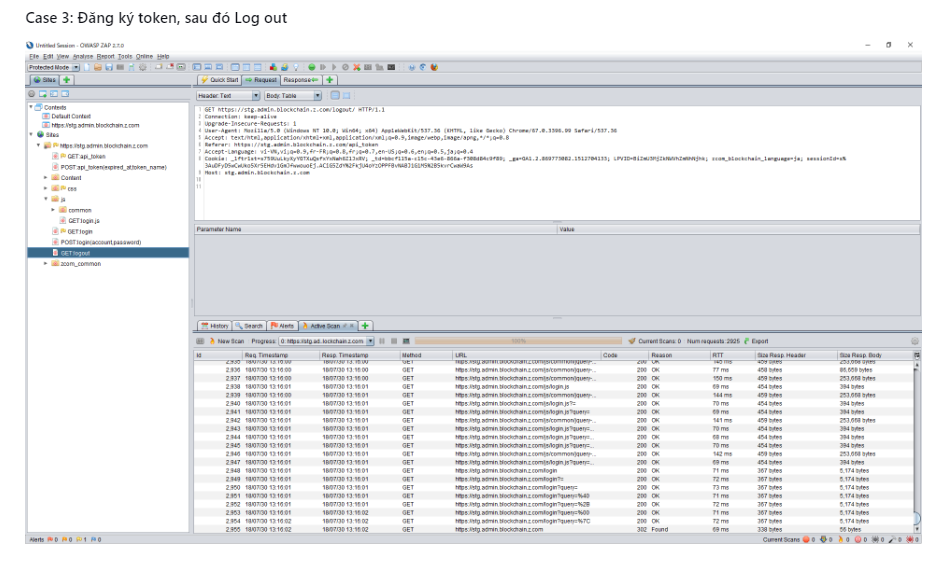 Case 3: Đăng ký token, sau đó Log out
Untitled Session - OWASP ZAP 2.7.0
File Edit View Analyse Report Tools Online Help
Protected Mode
Sites
Quick Start Request Response
Header: Text Body: Table
Contexts
Default Context
https://stg.admin.blockchain.z.com
Sites
https://stg.admin.blockchain.z.com
GET:api_token
POST:api_token(expired_at,token_name)
Content
css
js
common
GET:login.js
GET:login
POST:login(account,password)
GET:logout
zcom_common
GET https://stg.admin.blockchain.z.com/logout/ HTTP/1.1
Connection: keep-alive
Upgrade-Insecure-Requests: 1
User-Agent: Mozilla/5.0 (Windows NT 10.0; Win64; x64) AppleWebKit/537.36 (KHTML, like Gecko) Chrome/67.0.3396.99 Safari/537.36
Accept: text/html,application/xhtml+xml,application/xml;q=0.9,image/webp,image/apng,*/*;q=0.8
Referer: https://stg.admin.blockchain.z.com/api_token
Accept-Language: vi-VN,vi;q=0.9,fr-FR;q=0.8,fr;q=0.7,en-US;q=0.6,en;q=0.5,ja;q=0.4
Host: stg.admin.blockchain.z.com
Parameter Name Value
History Search Alerts Active Scan
New Scan Progress: 100% Current Scans: 0 Num requests: 2925 Export
Id Req. Timestamp Resp. Timestamp Method URL Code Reason RTT Size Resp. Header Size Resp. Body
2,935 18/07/30 13:16:00 18/07/30 13:16:00 GET https://stg.admin.blockchain.z.com/js/common/jquery-... 200 OK 145 ms 459 bytes 253,668 bytes
2,936 18/07/30 13:16:00 18/07/30 13:16:00 GET https://stg.admin.blockchain.z.com/js/common/jquery-... 200 OK 77 ms 458 bytes 86,659 bytes
2,937 18/07/30 13:16:00 18/07/30 13:16:00 GET https://stg.admin.blockchain.z.com/js/common/jquery-... 200 OK 150 ms 459 bytes 253,668 bytes
2,938 18/07/30 13:16:01 18/07/30 13:16:01 GET https://stg.admin.blockchain.z.com/js/login.js 200 OK 69 ms 454 bytes 394 bytes
2,939 18/07/30 13:16:00 18/07/30 13:16:01 GET https://stg.admin.blockchain.z.com/js/common/jquery-... 200 OK 144 ms 459 bytes 253,668 bytes
2,940 18/07/30 13:16:01 18/07/30 13:16:01 GET https://stg.admin.blockchain.z.com/js/login.js?= 200 OK 70 ms 454 bytes 394 bytes
2,941 18/07/30 13:16:01 18/07/30 13:16:01 GET https://stg.admin.blockchain.z.com/js/login.js?query= 200 OK 69 ms 454 bytes 394 bytes
2,942 18/07/30 13:16:01 18/07/30 13:16:01 GET https://stg.admin.blockchain.z.com/js/common/jquery-... 200 OK 141 ms 459 bytes 253,668 bytes
2,943 18/07/30 13:16:01 18/07/30 13:16:01 GET https://stg.admin.blockchain.z.com/js/login.js?query=... 200 OK 70 ms 454 bytes 394 bytes
2,944 18/07/30 13:16:01 18/07/30 13:16:01 GET https://stg.admin.blockchain.z.com/js/login.js?query=... 200 OK 68 ms 454 bytes 394 bytes
2,945 18/07/30 13:16:01 18/07/30 13:16:01 GET https://stg.admin.blockchain.z.com/js/login.js?query=... 200 OK 70 ms 454 bytes 394 bytes
2,946 18/07/30 13:16:01 18/07/30 13:16:01 GET https://stg.admin.blockchain.z.com/js/common/jquery-... 200 OK 142 ms 459 bytes 253,668 bytes
2,947 18/07/30 13:16:01 18/07/30 13:16:01 GET https://stg.admin.blockchain.z.com/js/login.js?query=... 200 OK 69 ms 454 bytes 394 bytes
2,948 18/07/30 13:16:01 18/07/30 13:16:01 GET https://stg.admin.blockchain.z.com/login 200 OK 71 ms 367 bytes 5,174 bytes
2,949 18/07/30 13:16:01 18/07/30 13:16:01 GET https://stg.admin.blockchain.z.com/login?= 200 OK 72 ms 367 bytes 5,174 bytes
2,950 18/07/30 13:16:01 18/07/30 13:16:01 GET https://stg.admin.blockchain.z.com/login?query= 200 OK 73 ms 367 bytes 5,174 bytes
2,951 18/07/30 13:16:01 18/07/30 13:16:01 GET https://stg.admin.blockchain.z.com/login?query=%40 200 OK 71 ms 367 bytes 5,174 bytes
2,952 18/07/30 13:16:01 18/07/30 13:16:01 GET https://stg.admin.blockchain.z.com/login?query=%2B 200 OK 72 ms 367 bytes 5,174 bytes
2,953 18/07/30 13:16:01 18/07/30 13:16:02 GET https://stg.admin.blockchain.z.com/login?query=%00 200 OK 71 ms 367 bytes 5,174 bytes
2,954 18/07/30 13:16:02 18/07/30 13:16:02 GET https://stg.admin.blockchain.z.com/login?query=%7C 200 OK 72 ms 367 bytes 5,174 bytes
2,955 18/07/30 13:16:02 18/07/30 13:16:02 GET https://stg.admin.blockchain.z.com 302 Found 69 ms 338 bytes 56 bytes
Alerts 0 0 1 0 Current Scans 0 0 0 0 0 0 0